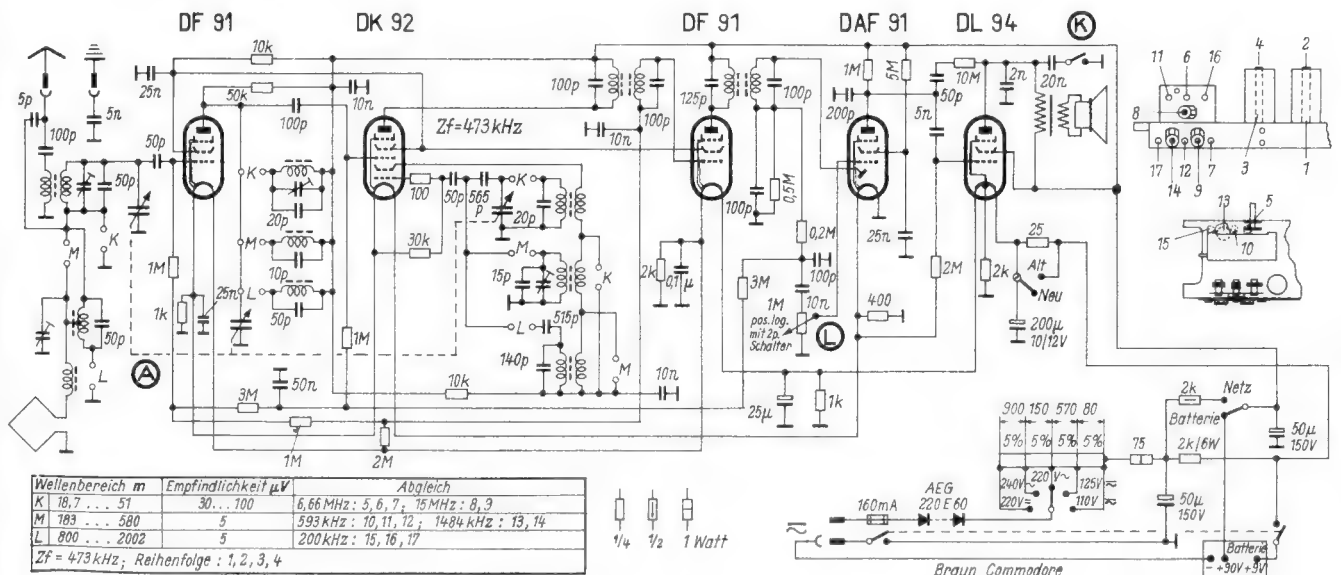 DF 91
DK 92
DF 91
DAF 91
DL 94
K
5p
5n
100p
50p
50p
25n
10k
50k
100p
10n
Zf=473kHz
100
50p
565
p
K
20p
30k
K
20p
M
10p
L
50p
M
15p
L
515p
140p
K
M
10n
100p
100p
10n
125p
100p
100p
0,5M
2k
0,1µ
1M
5M
200p
5n
50p
10M
2n
20n
0,2M
100p
10n
3M
1M
pos.log.
mit 2p.
Schalter
L
25n
2M
400
2k
25
Alt
Neu
200µ
10/12V
M
K
50p
L
A
1M
1k
25n
3M
50n
1M
10k
1M
2M
25µ
1k
11
6
16
8
17
14
12
9
7
4
2
3
1
13
5
15
10
900 150 570 80
5% 5% 5% 5%
240V~
220V=
220 V~
125V
110V
75
2k
Netz
Batterie
2k/6W
50µ
150V
50µ
150V
AEG
220 E 60
160mA
Batterie
- +90V+9V
Braun Commodore
Wellenbereich m Empfindlichkeit µV Abgleich
K 18,7 ... 51 30...100 6,66 MHz : 5, 6, 7 ; 15 MHz : 8, 9
M 183 ... 580 5 593 kHz : 10, 11, 12 ; 1484 kHz : 13, 14
L 800 ... 2002 5 200 kHz : 15, 16, 17
Zf = 473 kHz ; Reihenfolge : 1, 2, 3, 4
1/4 1/2 1 Watt